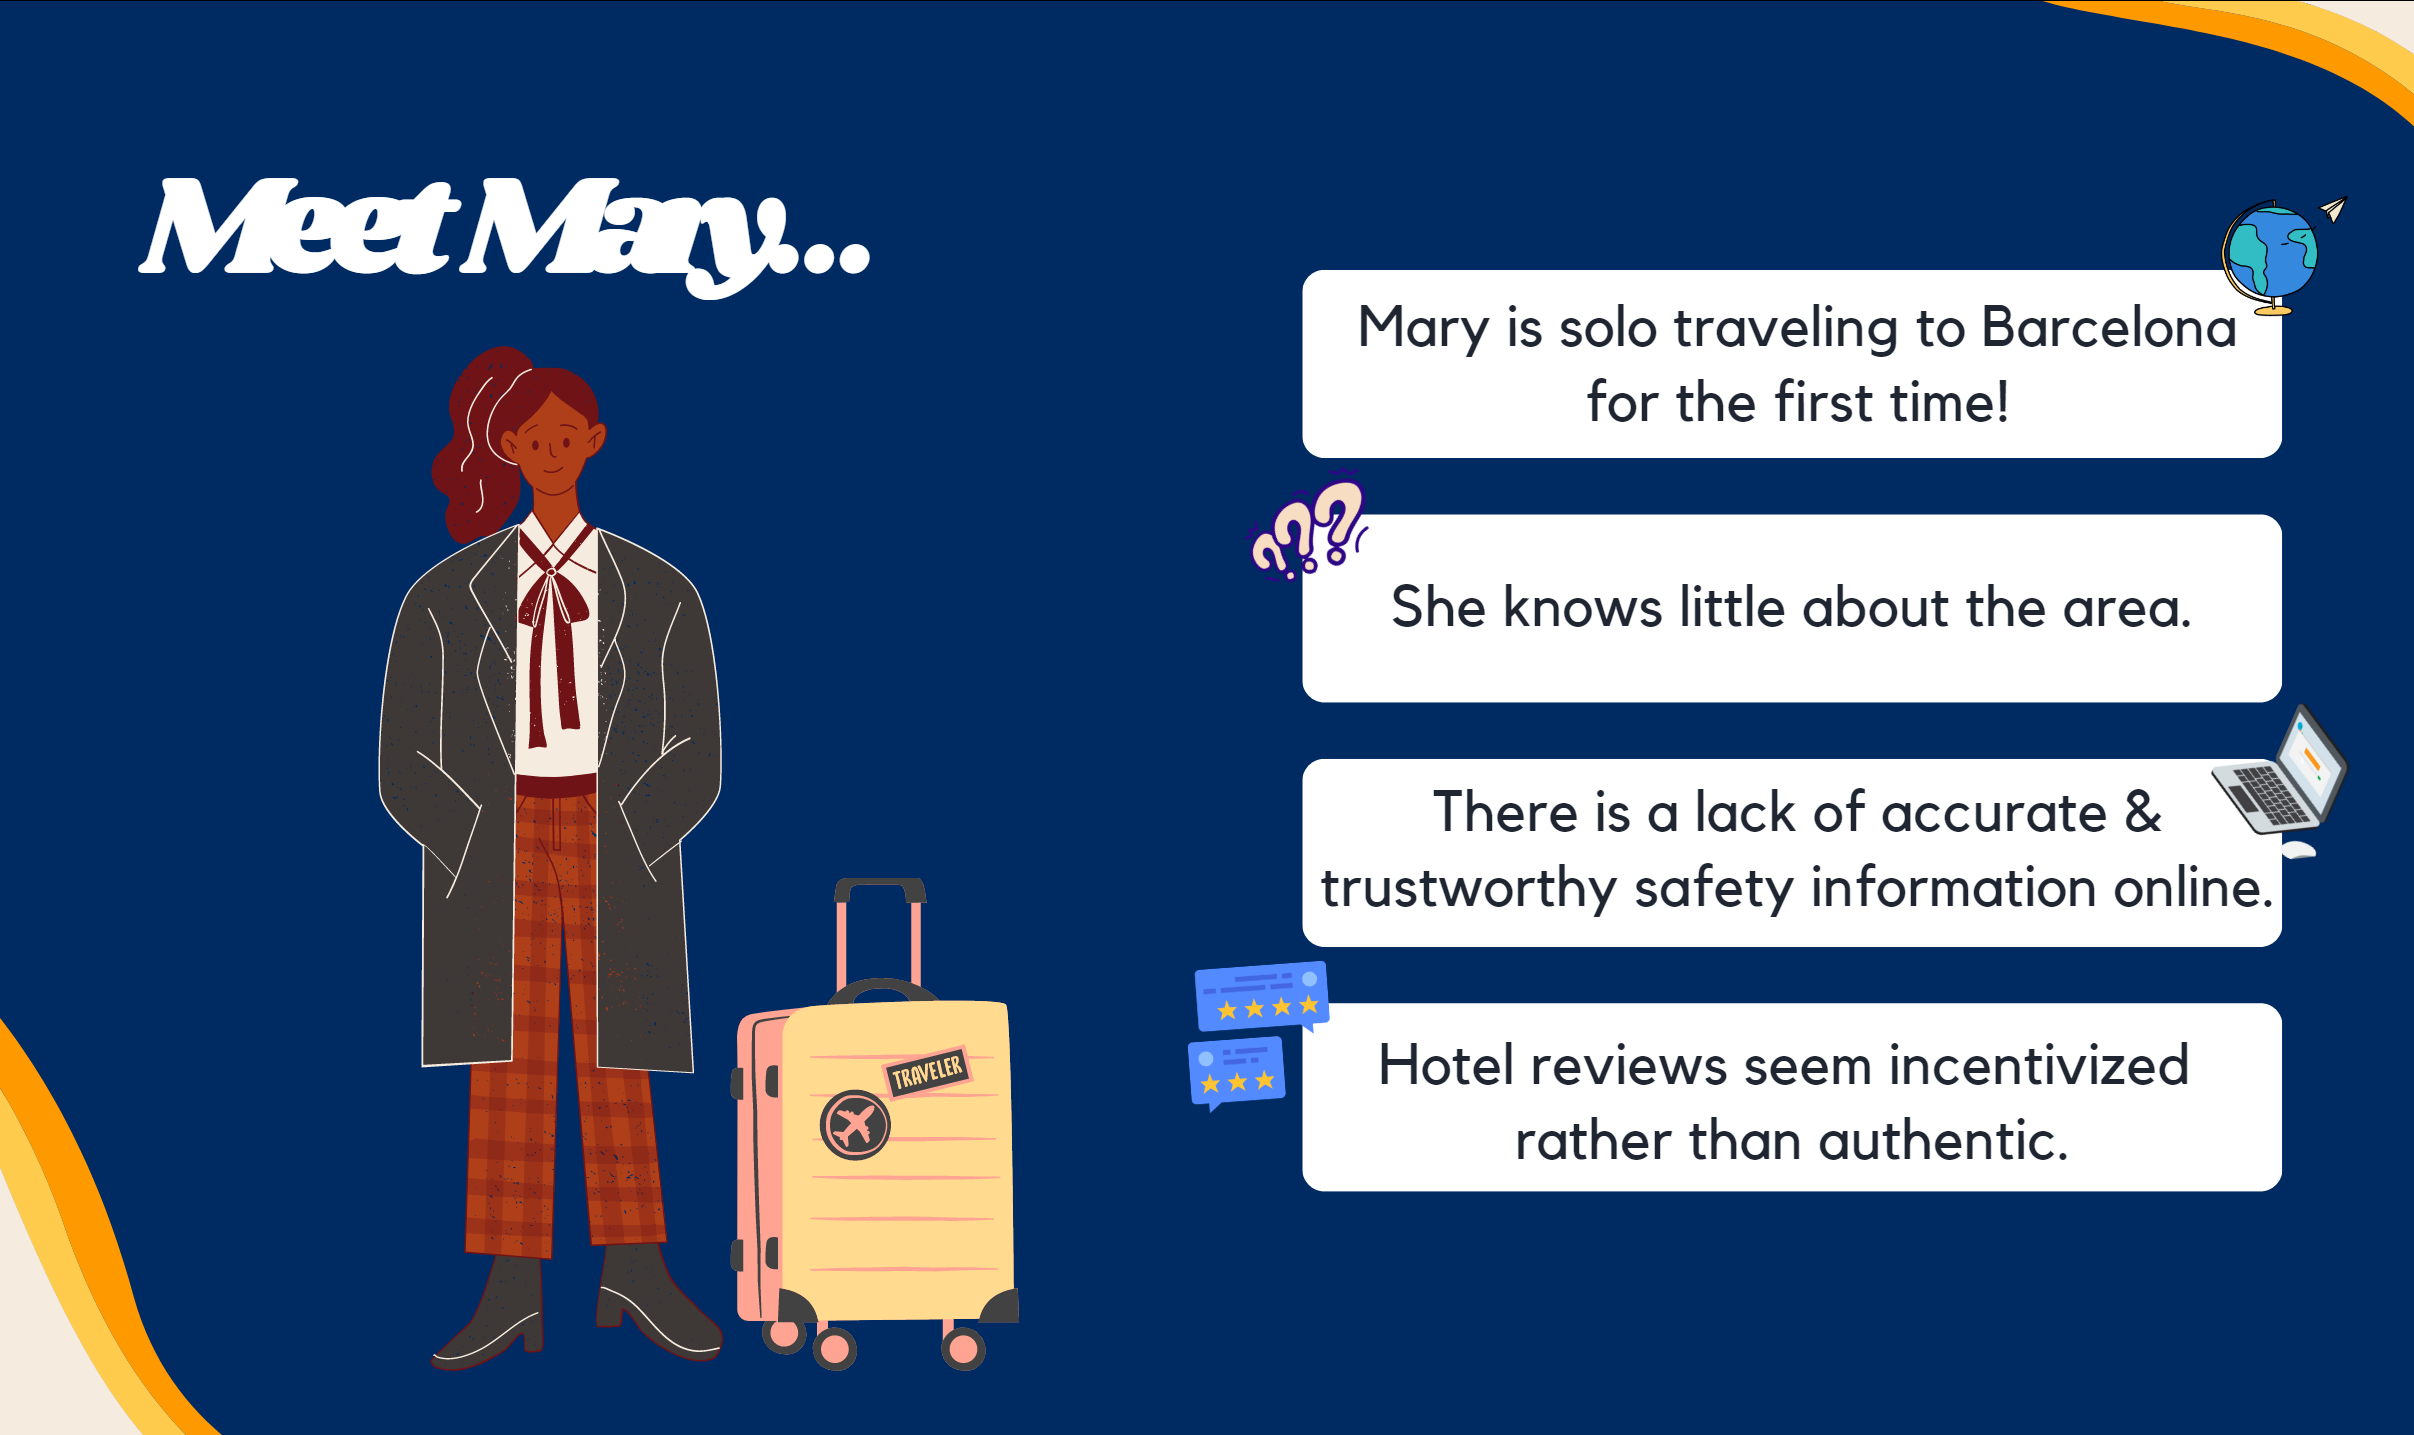 Meet Mary...
Mary is solo traveling to Barcelona
for the first time!
???
She knows little about the area.
There is a lack of accurate &
trustworthy safety information online.
Hotel reviews seem incentivized
rather than authentic.
TRAVELER